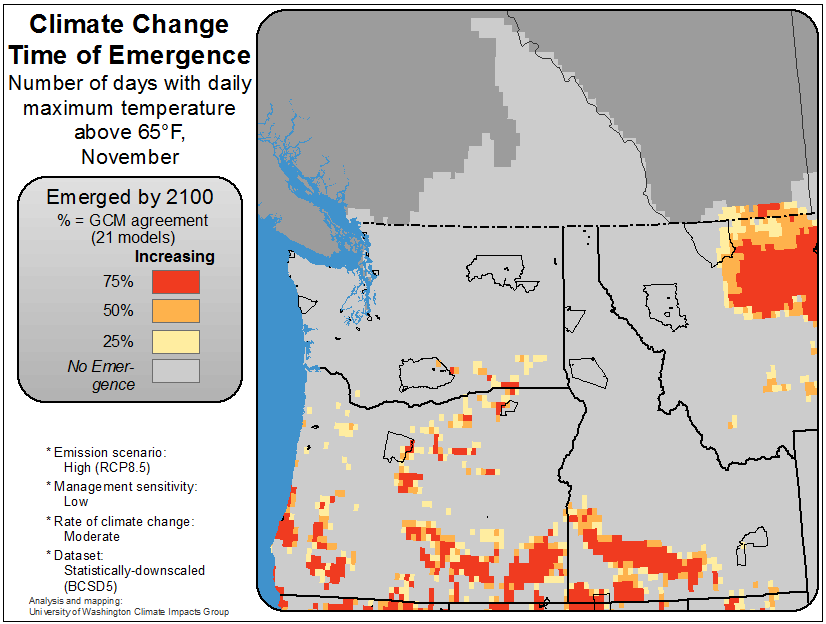 Climate Change
Time of Emergence
Number of days with daily
maximum temperature
above 65°F,
November
Emerged by 2100
% = GCM agreement
(21 models)
Increasing
75%
50%
25%
No Emer-
gence
* Emission scenario:
High (RCP8.5)
* Management sensitivity:
Low
* Rate of climate change:
Moderate
* Dataset:
Statistically-downscaled
(BCSD5)
Analysis and mapping:
University of Washington Climate Impacts Group